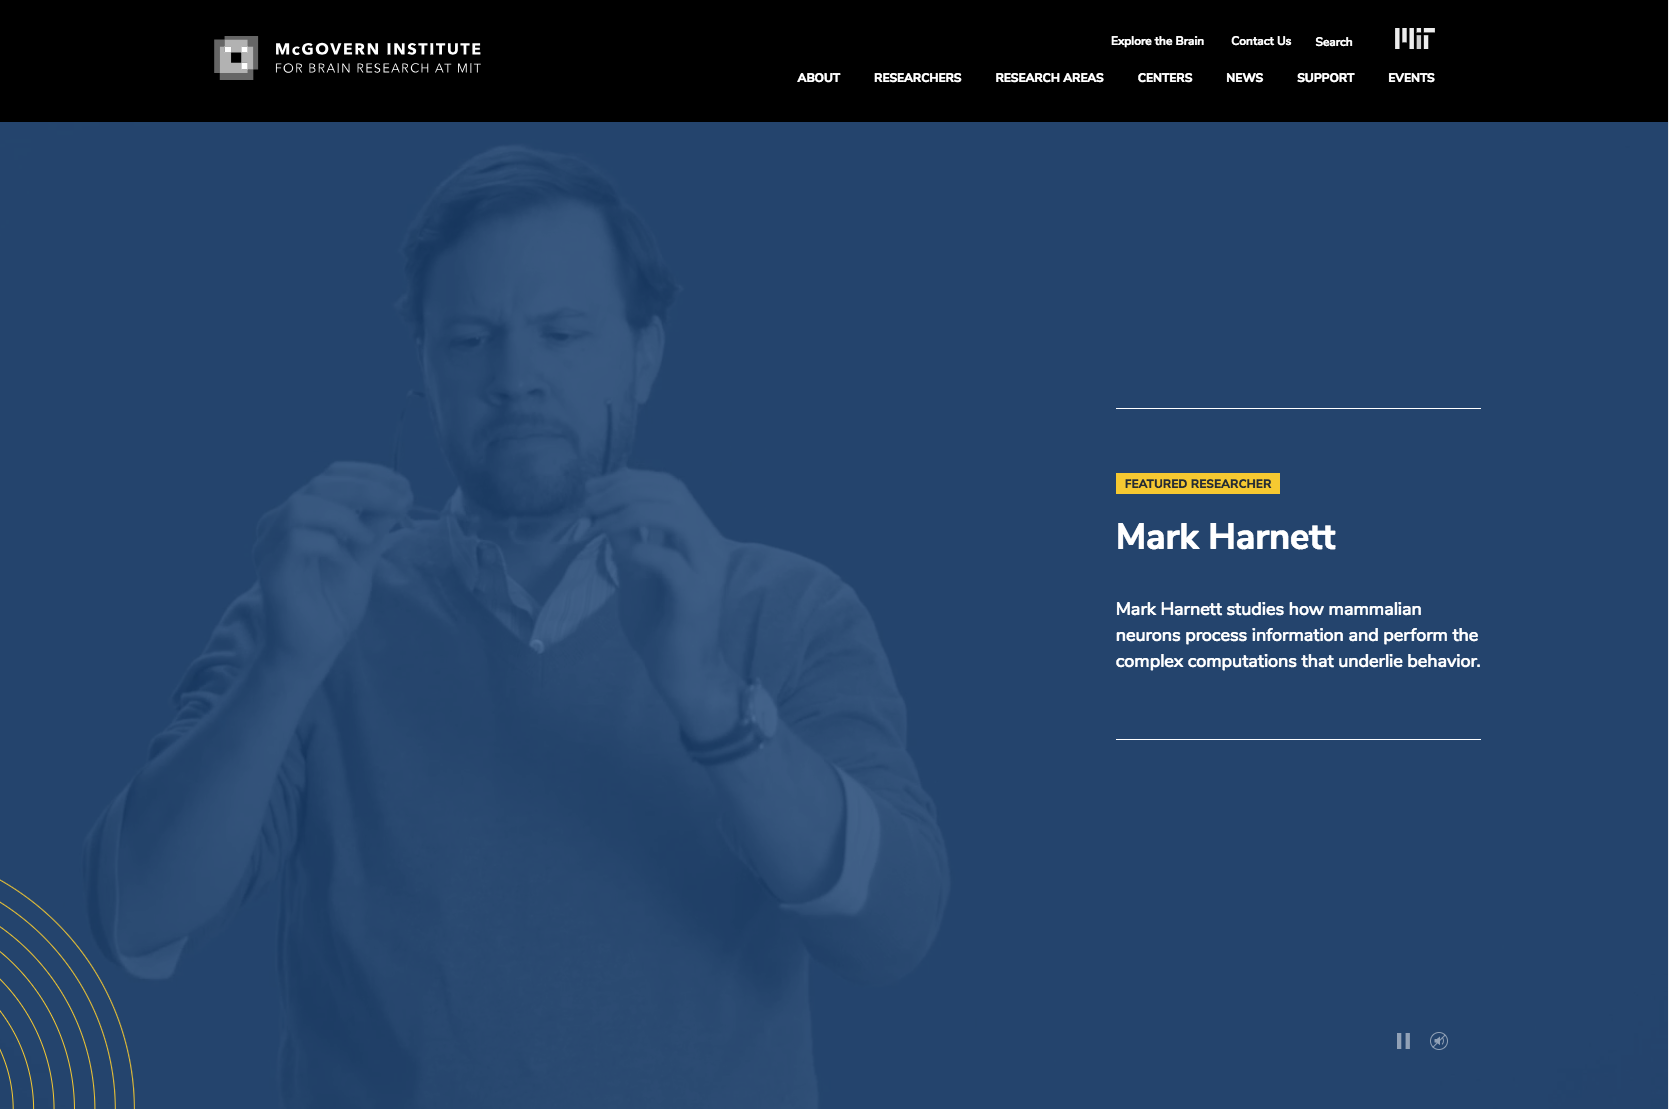 McGOVERN INSTITUTE
FOR BRAIN RESEARCH AT MIT
Explore the Brain
Contact Us
Search
MIT
ABOUT
RESEARCHERS
RESEARCH AREAS
CENTERS
NEWS
SUPPORT
EVENTS
FEATURED RESEARCHER
Mark Harnett
Mark Harnett studies how mammalian
neurons process information and perform the
complex computations that underlie behavior.